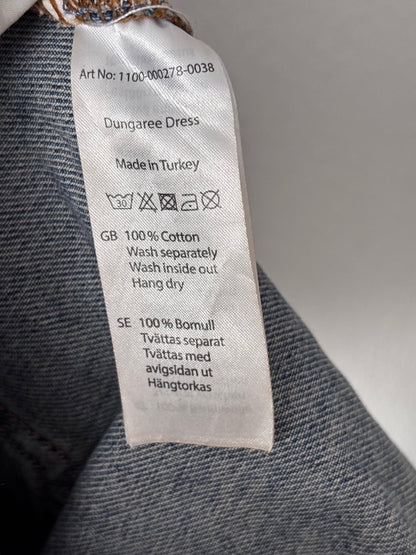 Art No: 1100-000278-0038
Dungaree Dress
Made in Turkey
30
GB 100% Cotton
Wash separately
Wash inside out
Hang dry
SE 100% Bomull
Tvättas separat
Tvättas med
avigsidan ut
Hängtorkas